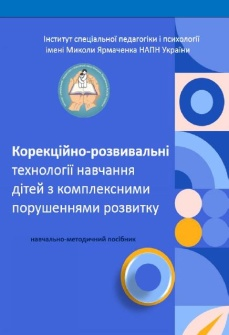 Інститут спеціальної педагогіки і психології
імені Миколи Ярмаченка НАПН України
Корекційно-розвивальні
технології навчання
дітей з комплексними
порушеннями розвитку
навчально-методичний посібник